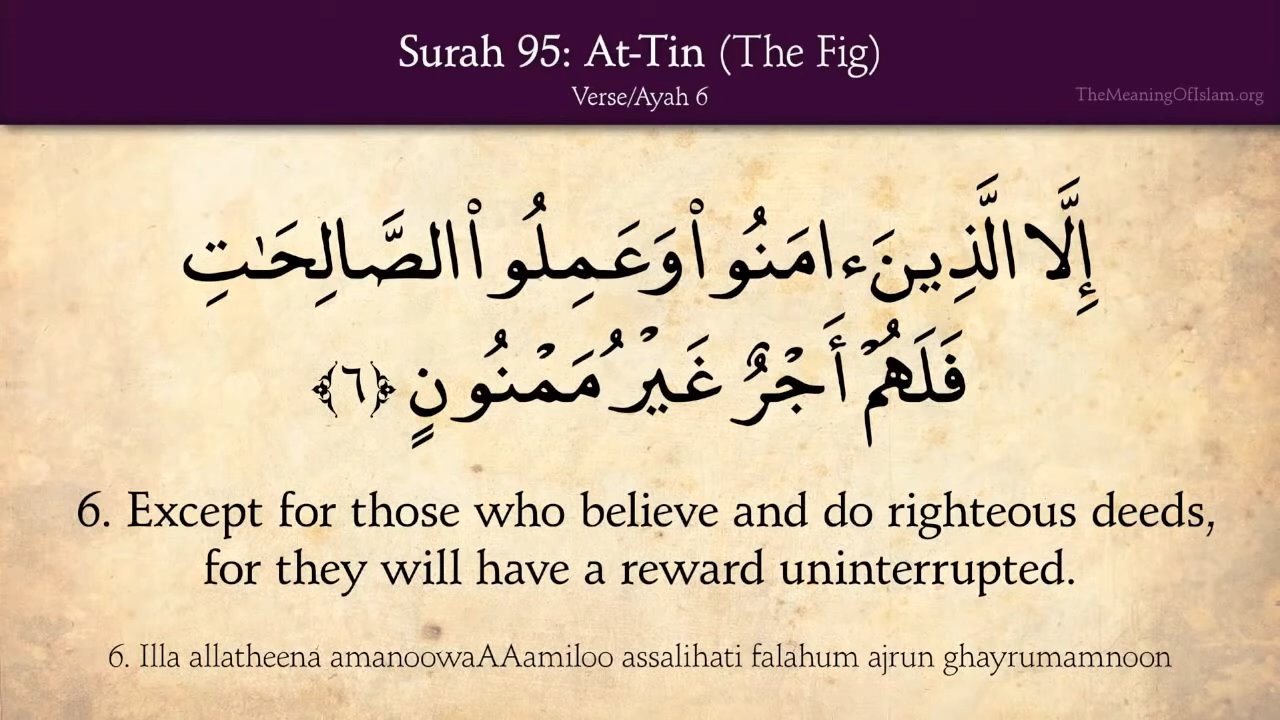 Surah 95: At-Tin (The Fig)
Verse/Ayah 6
TheMeaningOfIslam.org
إِلَّا الَّذِينَ ءامَنُوا۟ وَعَمِلُوا۟ الصَّالِحَـٰتِ
فَلَهُمْ أَجْرٌ غَيْرُ مَمْنُونٍ ﴿٦﴾
6. Except for those who believe and do righteous deeds,
for they will have a reward uninterrupted.
6. Illa allatheena amanoowaAAamiloo assalihati falahum ajrun ghayrumamnoon